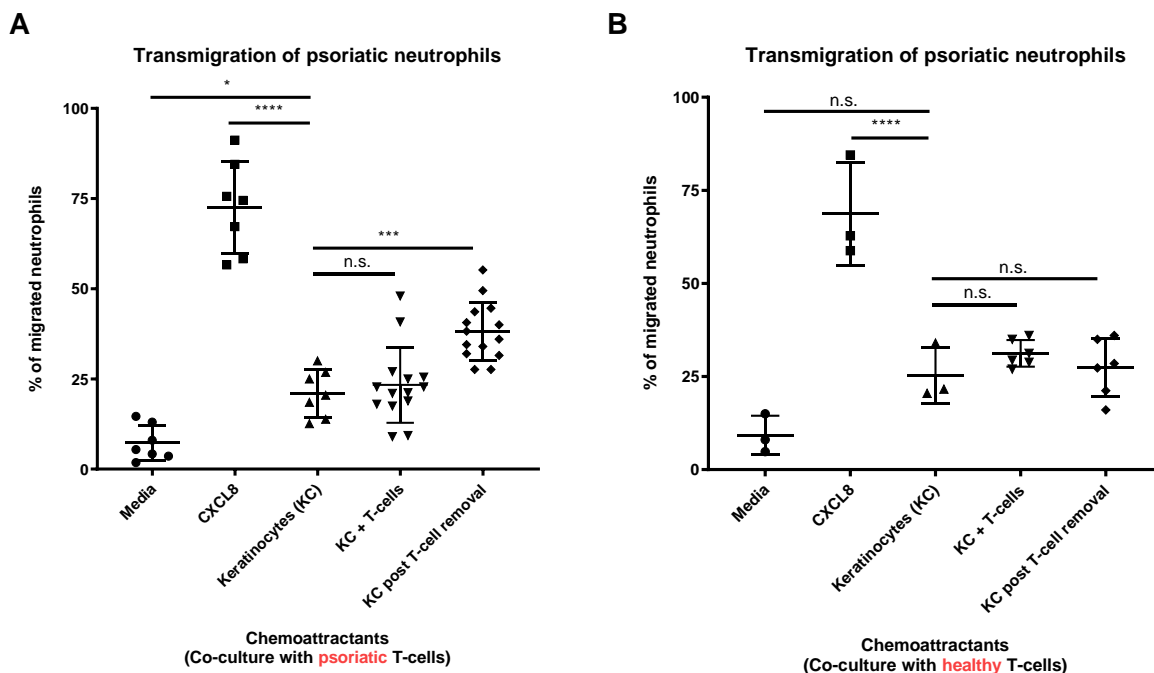 A
Transmigration of psoriatic neutrophils
*
****
***
n.s.
100
75
50
25
0
% of migrated neutrophils
Media
CXCL8
Keratinocytes (KC)
KC + T-cells
KC post T-cell removal
Chemoattractants
(Co-culture with psoriatic T-cells)
B
Transmigration of psoriatic neutrophils
n.s.
****
n.s.
n.s.
100
75
50
25
0
% of migrated neutrophils
Media
CXCL8
Keratinocytes (KC)
KC + T-cells
KC post T-cell removal
Chemoattractants
(Co-culture with healthy T-cells)